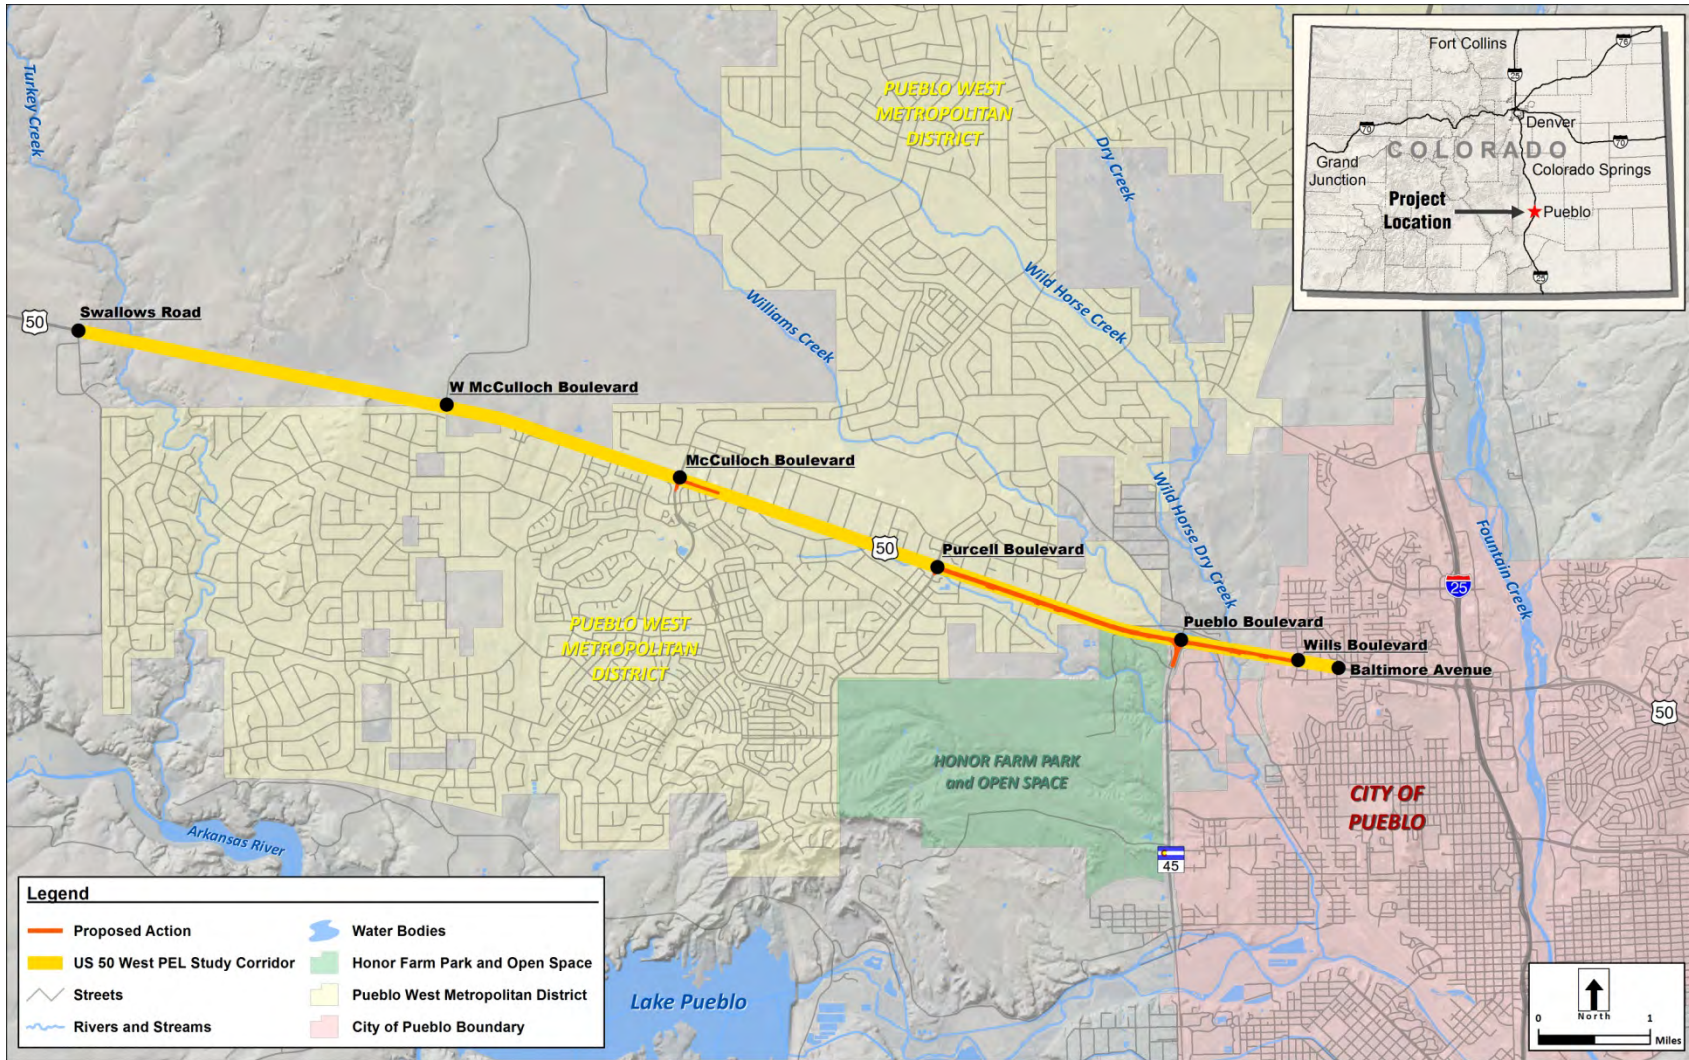 Turkey Creek
50
Swallows Road
W McCulloch Boulevard
McCulloch Boulevard
50
Purcell Boulevard
Pueblo Boulevard
Wills Boulevard
Baltimore Avenue
50
PUEBLO WEST
METROPOLITAN
DISTRICT
Dry Creek
Wild Horse Creek
Williams Creek
Wild Horse Dry Creek
Fountain Creek
25
PUEBLO WEST
METROPOLITAN
DISTRICT
HONOR FARM PARK
and OPEN SPACE
CITY OF
PUEBLO
45
Arkansas River
Lake Pueblo
Fort Collins
76
25
Denver
70
70
COLORADO
Grand
Junction
Colorado Springs
Project
Location
Pueblo
25
Legend
Proposed Action
US 50 West PEL Study Corridor
Streets
Rivers and Streams
Water Bodies
Honor Farm Park and Open Space
Pueblo West Metropolitan District
City of Pueblo Boundary
North
0 1
Miles